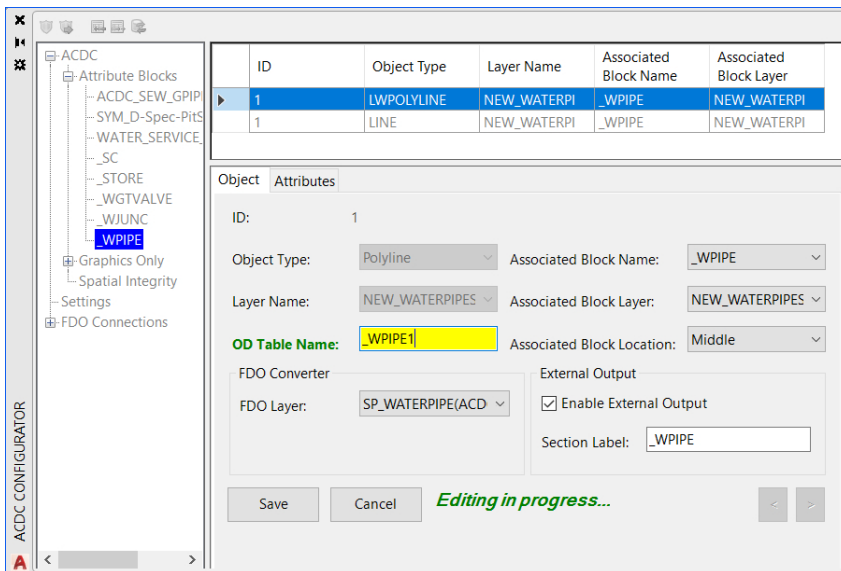 ACDC
Attribute Blocks
ACDC_SEW_GPIP
SYM_D-Spec-PitS
WATER_SERVICE_
_SC
_STORE
_WGTVALVE
_WJUNC
_WPIPE
Graphics Only
Spatial Integrity
Settings
FDO Connections
ACDC CONFIGURATOR
ID Object Type Layer Name Associated Block Name Associated Block Layer
1 LWPOLYLINE NEW_WATERPI _WPIPE NEW_WATERPI
1 LINE NEW_WATERPI _WPIPE NEW_WATERPI
Object Attributes
ID: 1
Object Type: Polyline Associated Block Name: _WPIPE
Layer Name: NEW_WATERPIPES Associated Block Layer: NEW_WATERPIPES
OD Table Name: _WPIPE1 Associated Block Location: Middle
FDO Converter External Output
FDO Layer: SP_WATERPIPE(ACD Enable External Output
Section Label: _WPIPE
Save Cancel Editing in progress... < >